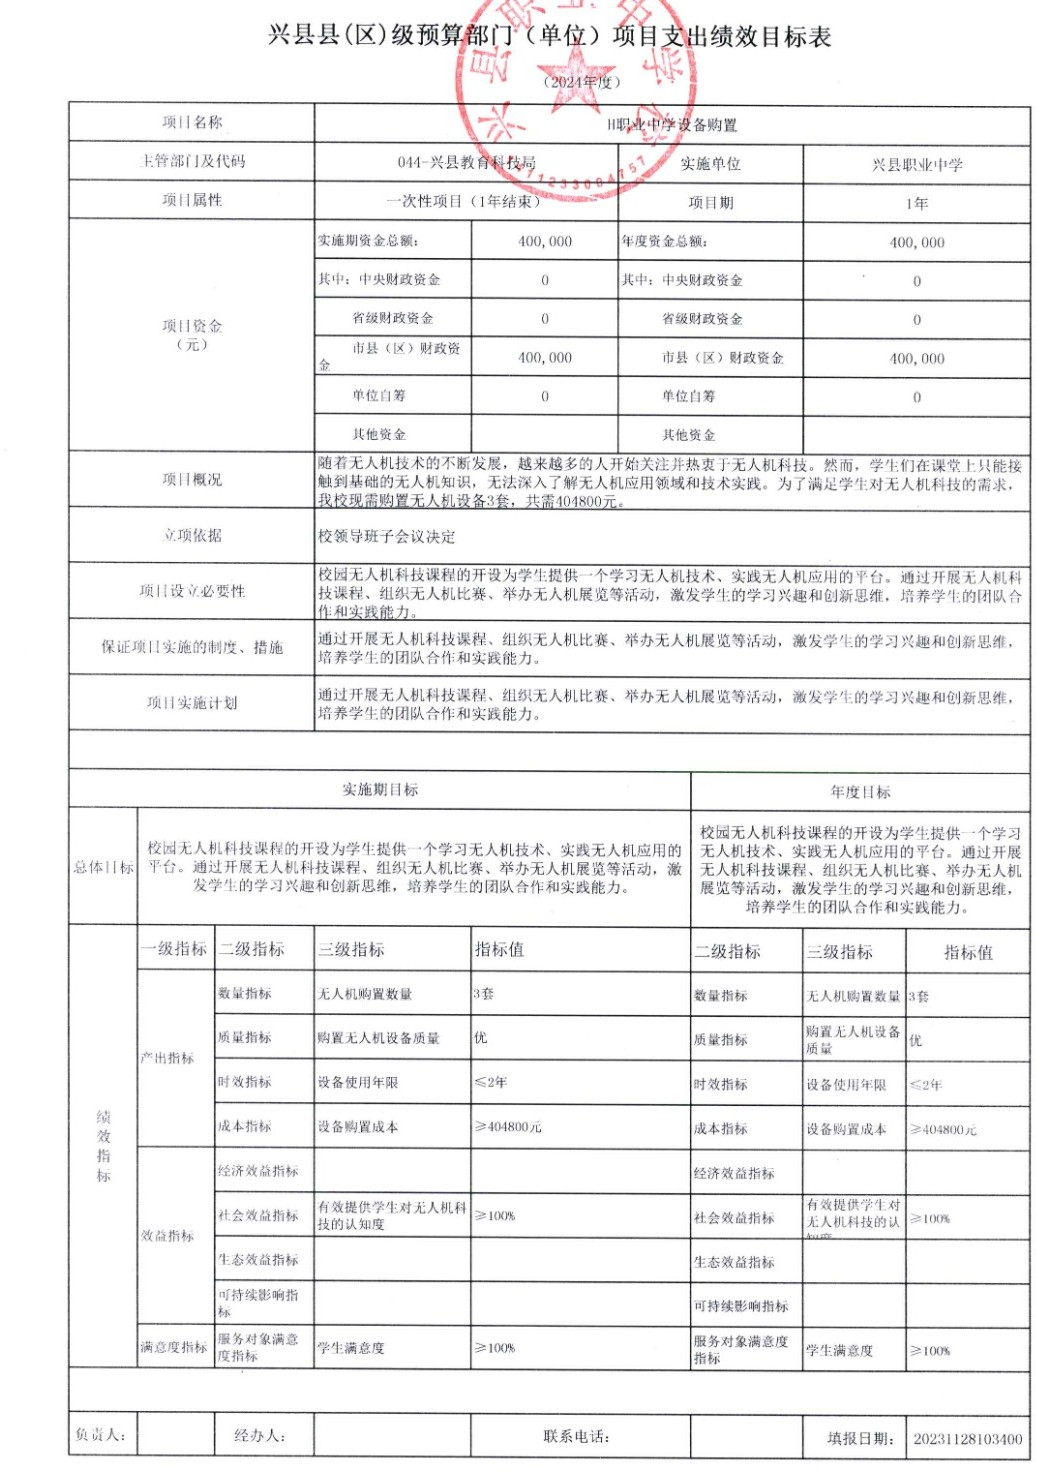 兴县县(区)级预算部门（单位）项目支出绩效目标表
（2024年度）
项目名称 H职业中学设备购置
主管部门及代码 044-兴县教育科技局 实施单位 兴县职业中学
项目属性 一次性项目（1年结束） 项目期 1年
项目资金
（元）
实施期资金总额： 400,000 年度资金总额： 400,000
其中：中央财政资金 0 其中：中央财政资金 0
省级财政资金 0 省级财政资金 0
市县（区）财政资
金 400,000 市县（区）财政资金 400,000
单位自筹 0 单位自筹 0
其他资金 其他资金
项目概况
随着无人机技术的不断发展，越来越多的人开始关注并热衷于无人机科技。然而，学生们在课堂上只能接
触到基础的无人机知识，无法深入了解无人机应用领域和技术实践。为了满足学生对无人机科技的需求，
我校现需购置无人机设备3套，共需404800元。
立项依据 校领导班子会议决定
项目设立必要性
校园无人机科技课程的开设为学生提供一个学习无人机技术、实践无人机应用的平台。通过开展无人机科
技课程、组织无人机比赛、举办无人机展览等活动，激发学生的学习兴趣和创新思维，培养学生的团队合
作和实践能力。
保证项目实施的制度、措施
通过开展无人机科技课程、组织无人机比赛、举办无人机展览等活动，激发学生的学习兴趣和创新思维，
培养学生的团队合作和实践能力。
项目实施计划
通过开展无人机科技课程、组织无人机比赛、举办无人机展览等活动，激发学生的学习兴趣和创新思维，
培养学生的团队合作和实践能力。
实施期目标 年度目标
总体目标
校园无人机科技课程的开设为学生提供一个学习无人机技术、实践无人机应用的
平台。通过开展无人机科技课程、组织无人机比赛、举办无人机展览等活动，激
发学生的学习兴趣和创新思维，培养学生的团队合作和实践能力。
校园无人机科技课程的开设为学生提供一个学习
无人机技术、实践无人机应用的平台。通过开展
无人机科技课程、组织无人机比赛、举办无人机
展览等活动，激发学生的学习兴趣和创新思维，
培养学生的团队合作和实践能力。
绩效指标
一级指标 二级指标 三级指标 指标值 二级指标 三级指标 指标值
产出指标
数量指标 无人机购置数量 3套 数量指标 无人机购置数量 3套
质量指标 购置无人机设备质量 优 质量指标 购置无人机设备
质量 优
时效指标 设备使用年限 ≤2年 时效指标 设备使用年限 ≤2年
成本指标 设备购置成本 ≥404800元 成本指标 设备购置成本 ≥404800元
效益指标
经济效益指标 经济效益指标
社会效益指标 有效提供学生对无人机科
技的认知度 ≥100% 社会效益指标 有效提供学生对
无人机科技的认
知度 ≥100%
生态效益指标 生态效益指标
可持续影响指
标 可持续影响指标
满意度指标 服务对象满意
度指标 学生满意度 ≥100% 服务对象满意度
指标 学生满意度 ≥100%
负责人： 经办人： 联系电话： 填报日期： 20231128103400